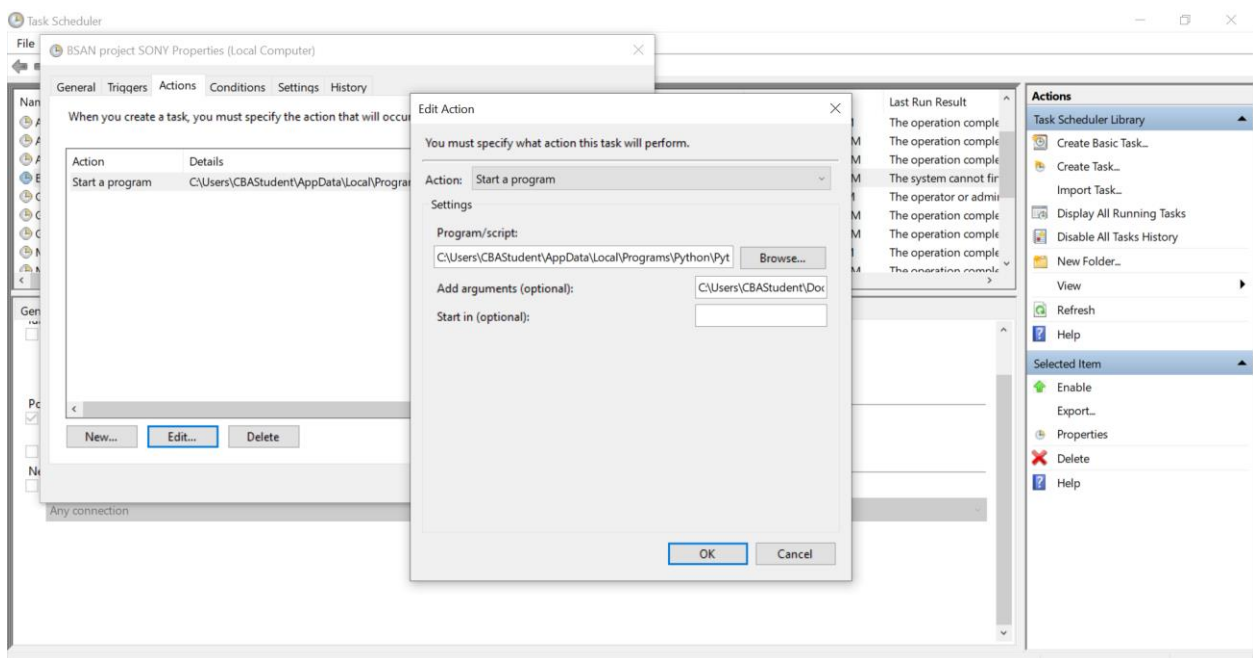 Task Scheduler
File
BSAN project SONY Properties (Local Computer)
General Triggers Actions Conditions Settings History
When you create a task, you must specify the action that will occu
Action Details
Start a program C:\Users\CBAStudent\AppData\Local\Progra
New... Edit... Delete
Any connection
Edit Action
You must specify what action this task will perform.
Action: Start a program
Settings
Program/script:
C:\Users\CBAStudent\AppData\Local\Programs\Python\Pyt Browse...
Add arguments (optional): C:\Users\CBAStudent\Doc
Start in (optional):
OK Cancel
Last Run Result
The operation comple
The operation comple
The operation comple
The system cannot fin
The operator or admi
The operation comple
The operation comple
The operation comple
The operation comple
Actions
Task Scheduler Library
Create Basic Task...
Create Task...
Import Task...
Display All Running Tasks
Disable All Tasks History
New Folder...
View
Refresh
Help
Selected Item
Enable
Export...
Properties
Delete
Help